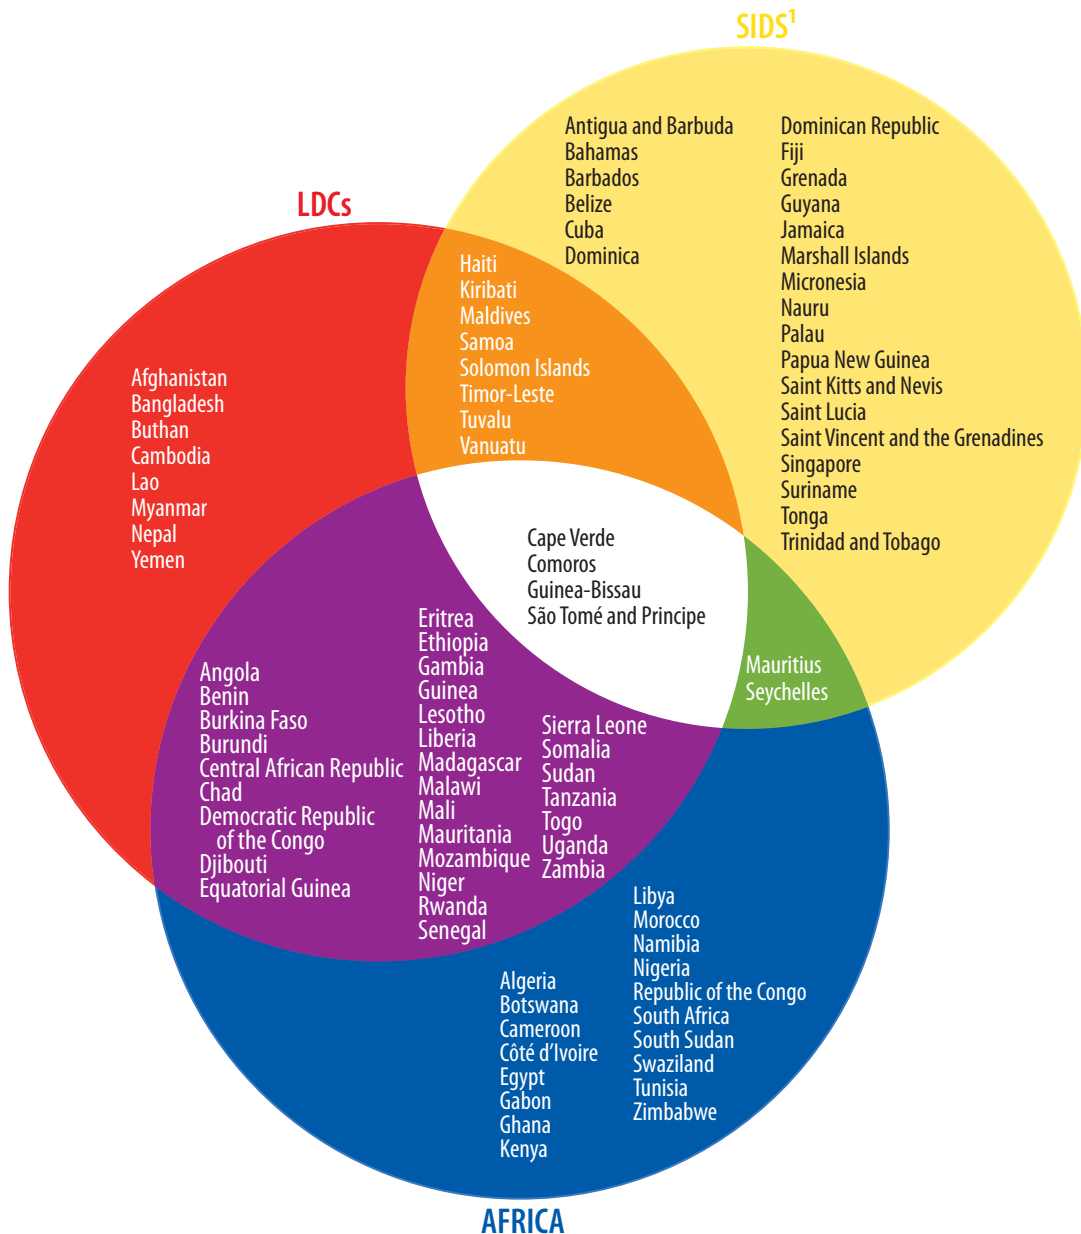 SIDS¹
Antigua and Barbuda
Bahamas
Barbados
Belize
Cuba
Dominica
Dominican Republic
Fiji
Grenada
Guyana
Jamaica
Marshall Islands
Micronesia
Nauru
Palau
Papua New Guinea
Saint Kitts and Nevis
Saint Lucia
Saint Vincent and the Grenadines
Singapore
Suriname
Tonga
Trinidad and Tobago
LDCs
Haiti
Kiribati
Maldives
Samoa
Solomon Islands
Timor-Leste
Tuvalu
Vanuatu
Afghanistan
Bangladesh
Buthan
Cambodia
Lao
Myanmar
Nepal
Yemen
Cape Verde
Comoros
Guinea-Bissau
São Tomé and Principe
Mauritius
Seychelles
Angola
Benin
Burkina Faso
Burundi
Central African Republic
Chad
Democratic Republic
of the Congo
Djibouti
Equatorial Guinea
Eritrea
Ethiopia
Gambia
Guinea
Lesotho
Liberia
Madagascar
Malawi
Mali
Mauritania
Mozambique
Niger
Rwanda
Senegal
Sierra Leone
Somalia
Sudan
Tanzania
Togo
Uganda
Zambia
Algeria
Botswana
Cameroon
Côté d'Ivoire
Egypt
Gabon
Ghana
Kenya
Libya
Morocco
Namibia
Nigeria
Republic of the Congo
South Africa
South Sudan
Swaziland
Tunisia
Zimbabwe
AFRICA